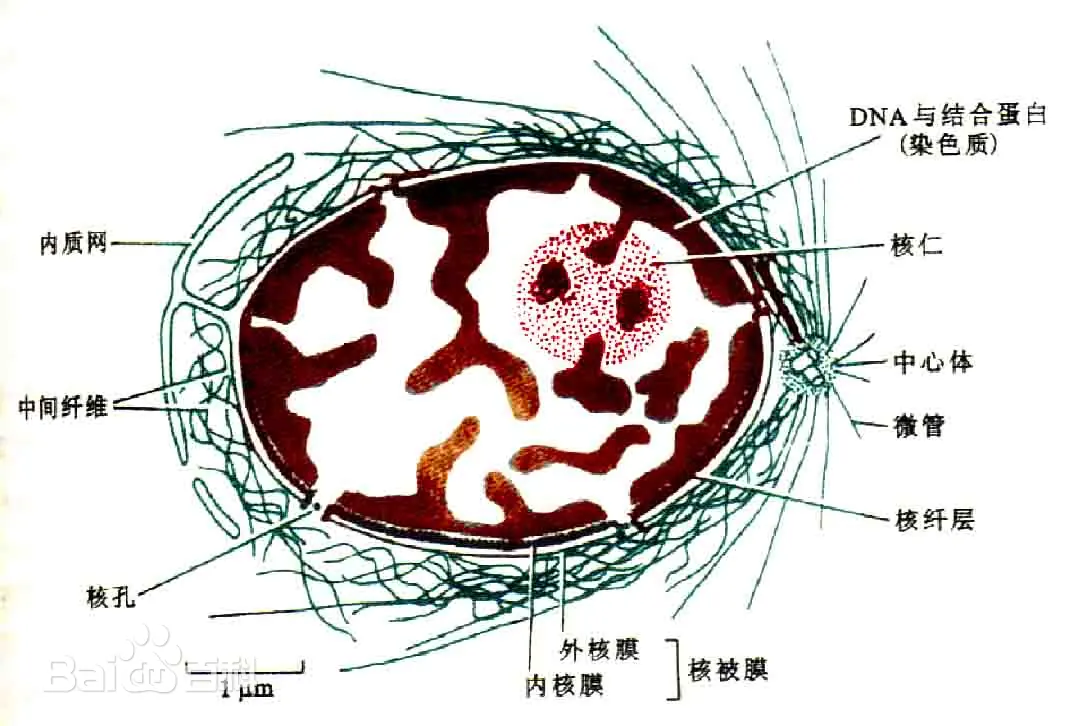 DNA与结合蛋白
(染色质)
内质网
核仁
中心体
中间纤维
微管
核纤层
核孔
外核膜
内核膜
核被膜
1 μm
Bai百科